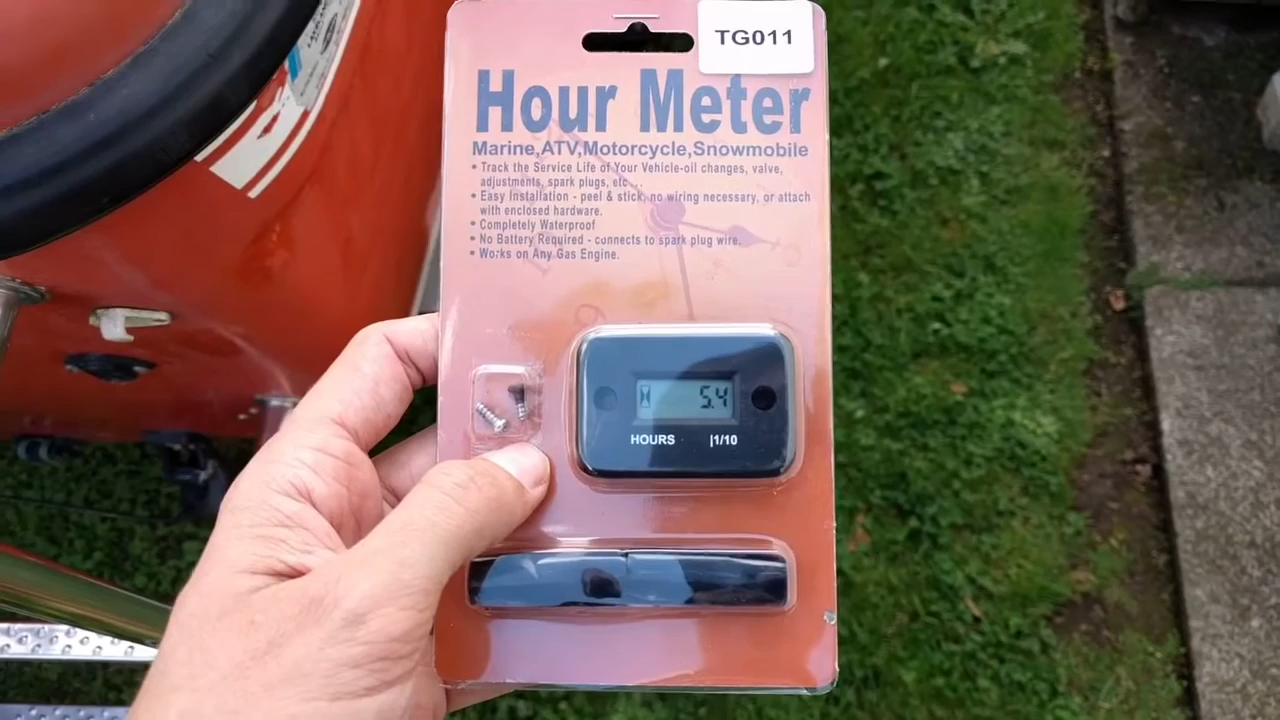 TG011
Hour Meter
Marine,ATV,Motorcycle,Snowmobile
• Track the Service Life of Your Vehicle-oil changes, valve,
adjustments, spark plugs, etc...
• Easy Installation - peel & stick, no wiring necessary, or attach
with enclosed hardware.
• Completely Waterproof
• No Battery Required - connects to spark plug wire.
• Works on Any Gas Engine.
5.4
HOURS |1/10